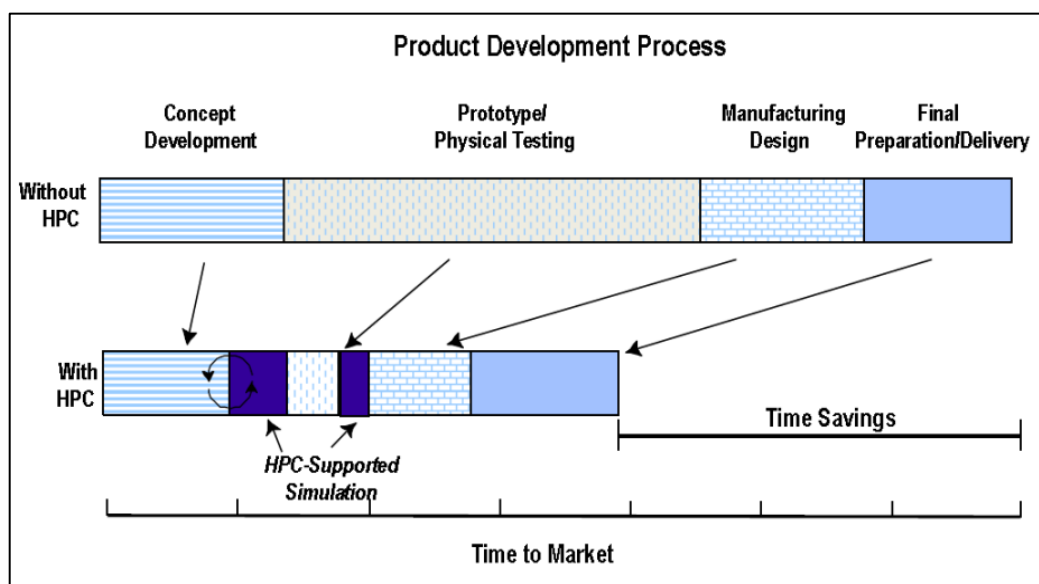 Product Development Process
Concept
Development
Prototype/
Physical Testing
Manufacturing
Design
Final
Preparation/Delivery
Without
HPC
With
HPC
Time Savings
HPC-Supported
Simulation
Time to Market